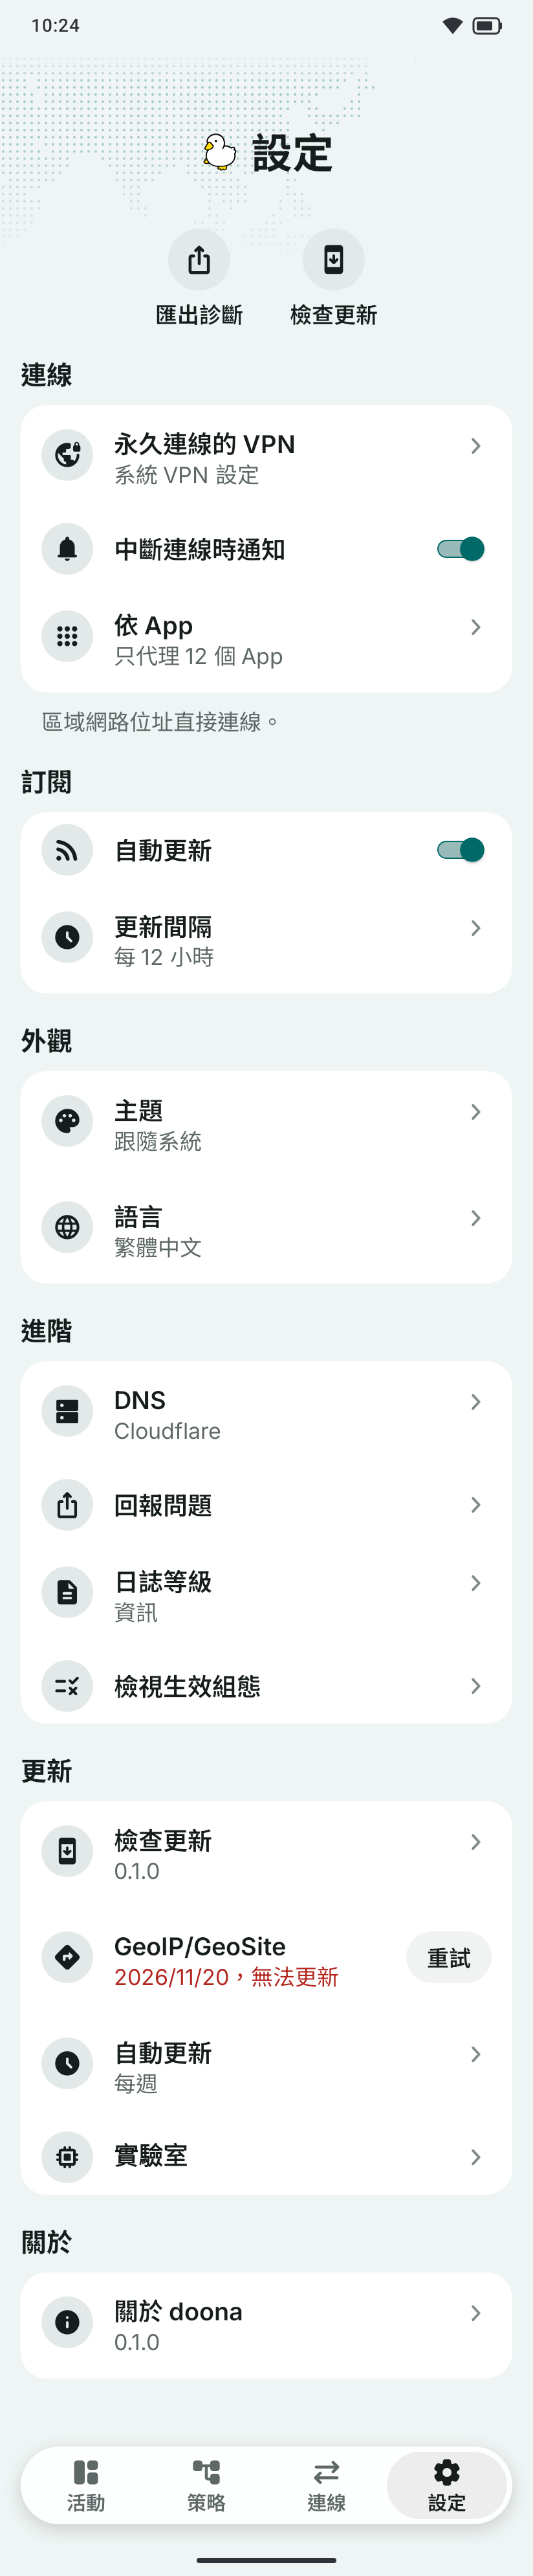 10:24
設定
匯出診斷
檢查更新
連線
永久連線的 VPN
系統 VPN 設定
中斷連線時通知
依 App
只代理 12 個 App
區域網路位址直接連線。
訂閱
自動更新
更新間隔
每 12 小時
外觀
主題
跟隨系統
語言
繁體中文
進階
DNS
Cloudflare
回報問題
日誌等級
資訊
檢視生效組態
更新
檢查更新
0.1.0
GeoIP/GeoSite
2026/11/20，無法更新
重試
自動更新
每週
實驗室
關於
關於 doona
0.1.0
活動
策略
連線
設定